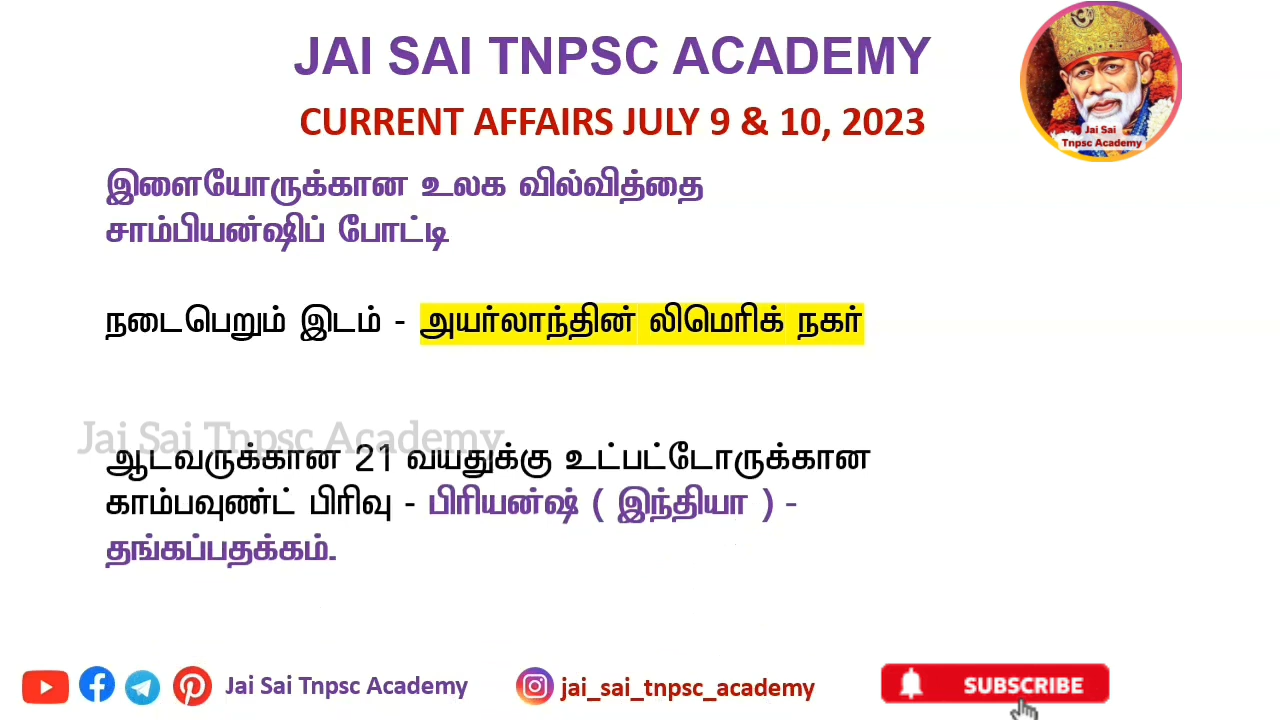 JAI SAI TNPSC ACADEMY
CURRENT AFFAIRS JULY 9 & 10, 2023
Jai Sai
Tnpsc Academy
இளையோருக்கான உலக வில்வித்தை
சாம்பியன்ஷிப் போட்டி
நடைபெறும் இடம் - அயர்லாந்தின் லிமெரிக் நகர்
Jai Sai Tnpsc Academy
ஆடவருக்கான 21 வயதுக்கு உட்பட்டோருக்கான
காம்பவுண்ட் பிரிவு - பிரியன்ஷ் ( இந்தியா ) -
தங்கப்பதக்கம்.
Jai Sai Tnpsc Academy
jai_sai_tnpsc_academy
SUBSCRIBE